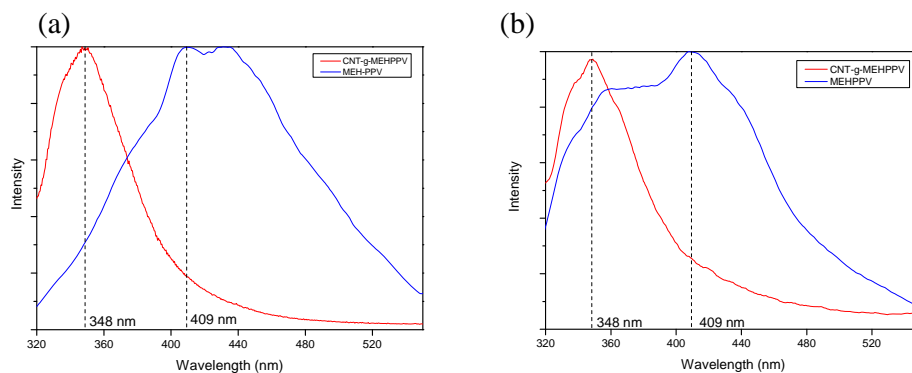 (a)
CNT-g-MEHPPV
MEH-PPV
Intensity
348 nm
409 nm
320 360 400 440 480 520
Wavelength (nm)
(b)
CNT-g-MEHPPV
MEHPPV
Intensity
348 nm
409 nm
320 360 400 440 480 520
Wavelength (nm)